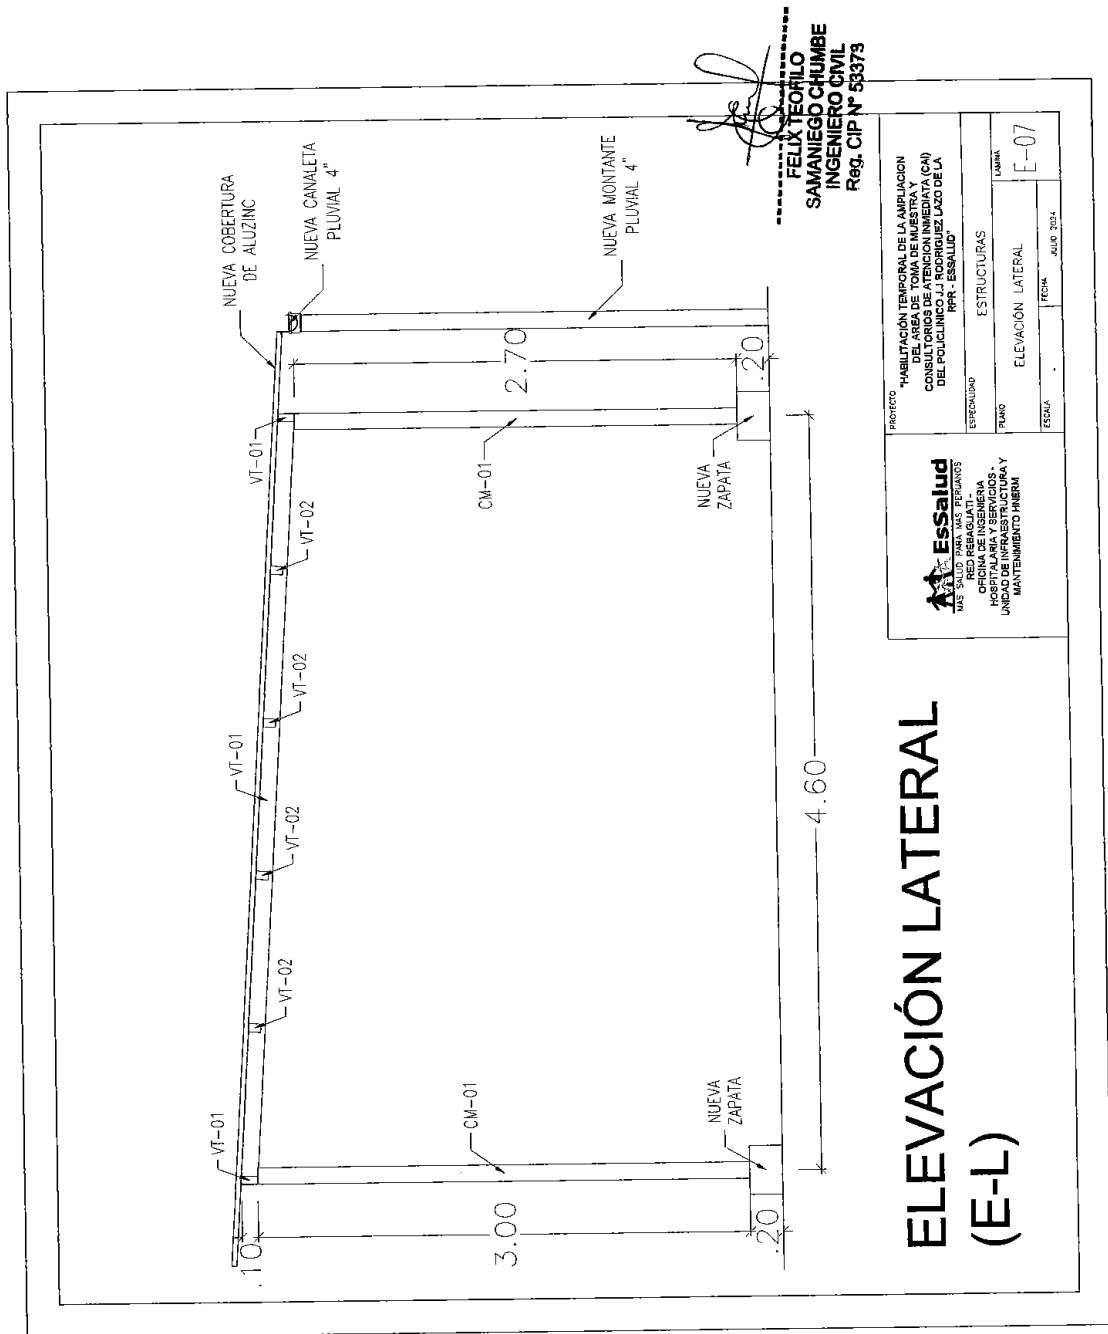 NUEVA COBERTURA
DE ALUZINC
NUEVA CANALETA
PLUVIAL 4"
NUEVA MONTANTE
PLUVIAL 4"
VT-01
VT-02
VT-02
VT-01
VT-02
VT-02
VT-01
CM-01
CM-01
NUEVA
ZAPATA
NUEVA
ZAPATA
2.70
.20
4.60
.10
3.00
.20
FELIX TEOFILO
SAMANIEGO CHUMBE
INGENIERO CIVIL
Reg. CIP Nº 53373
ELEVACIÓN LATERAL
(E-L)
EsSalud
MAS SALUD PARA MAS PERUANOS
RED REBAGLIATI -
OFICINA DE INGENIERIA
HOSPITALARIA Y SERVICIOS -
UNIDAD DE INFRAESTRUCTURA Y
MANTENIMIENTO HNERM
PROYECTO
"HABILITACIÓN TEMPORAL DE LA AMPLIACION
DEL AREA DE TOMA DE MUESTRA Y
CONSULTORIOS DE ATENCION INMEDIATA (CAI)
DEL POLICLINICO J.J RODRIGUEZ LAZO DE LA
RPR - ESSALUD"
ESPECIALIDAD
ESTRUCTURAS
PLANO
ELEVACIÓN LATERAL
LAMINA
E-07
ESCALA
-
FECHA
JULIO 2024